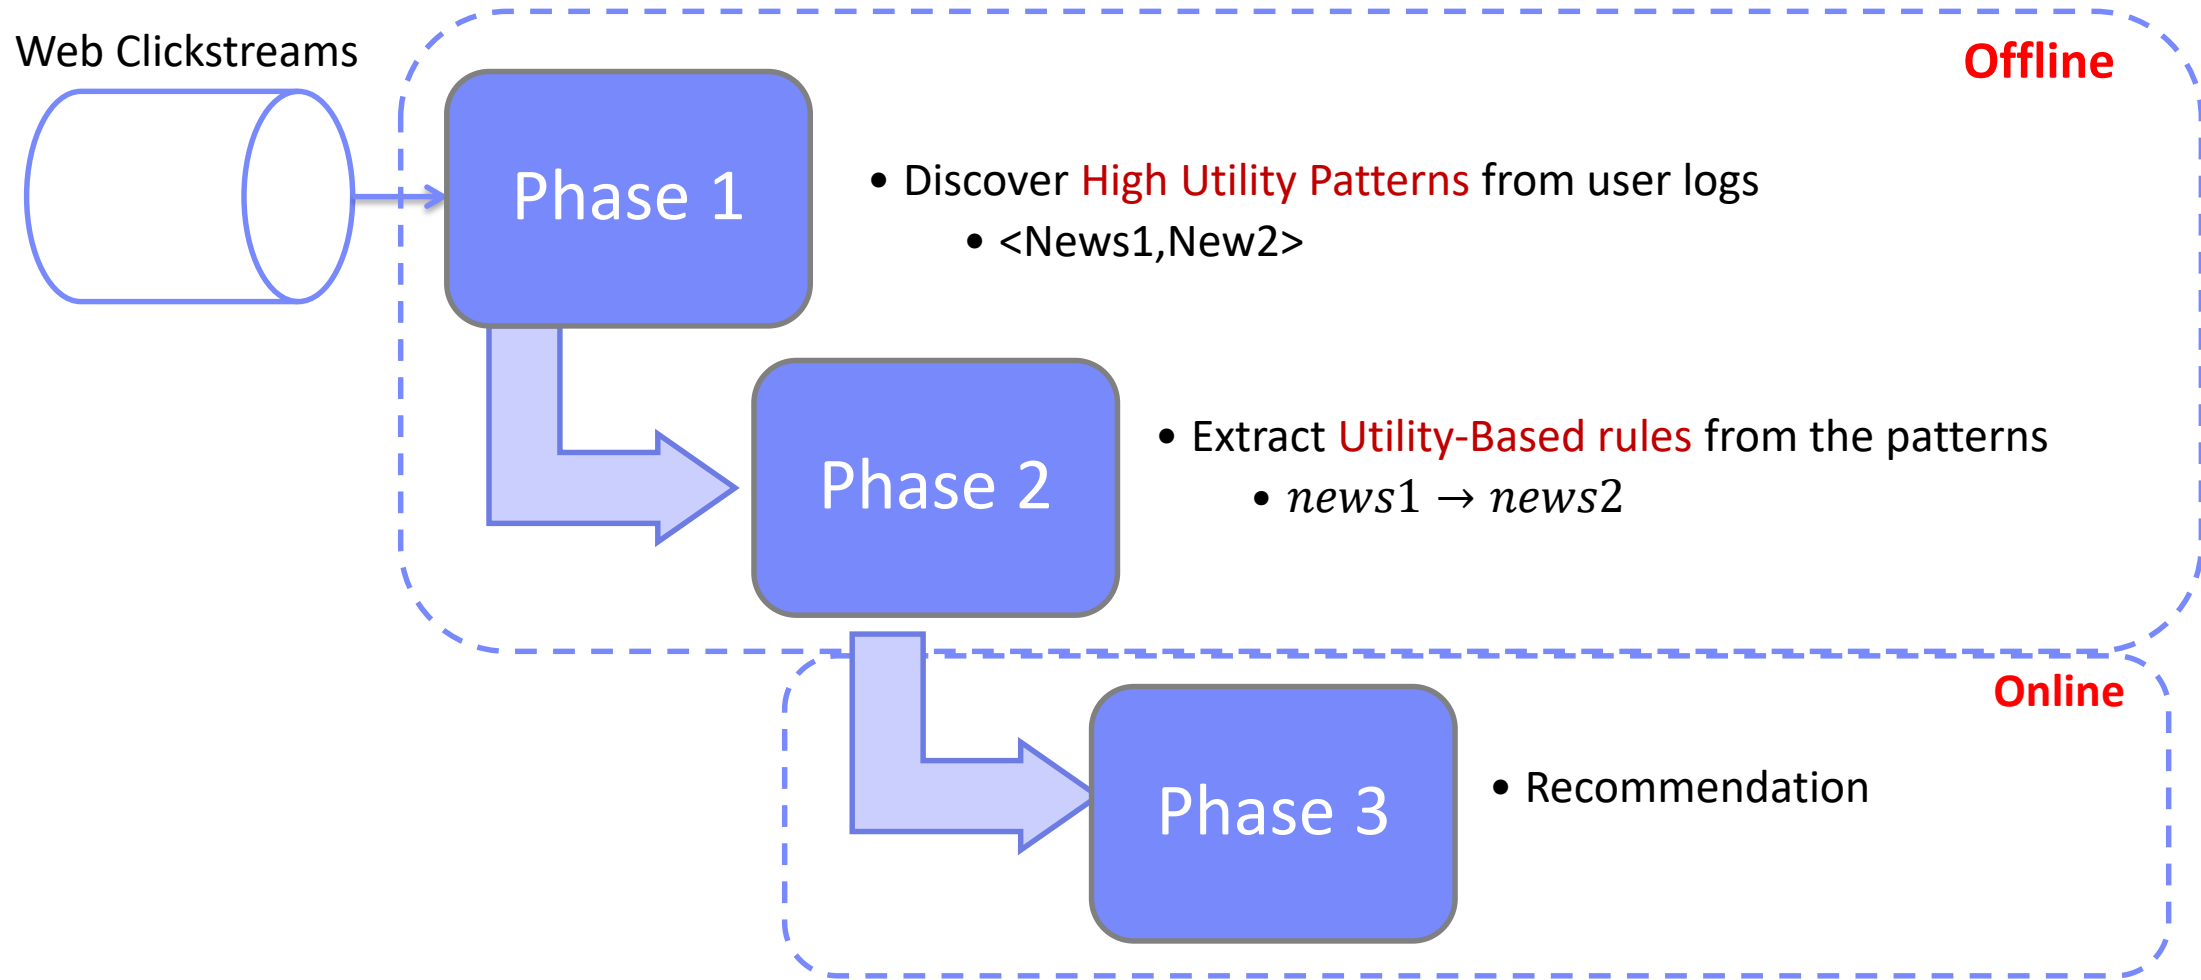 Web Clickstreams
Offline
Phase 1
• Discover High Utility Patterns from user logs
• <News1,New2>
Phase 2
• Extract Utility-Based rules from the patterns
• news1 → news2
Online
Phase 3
• Recommendation